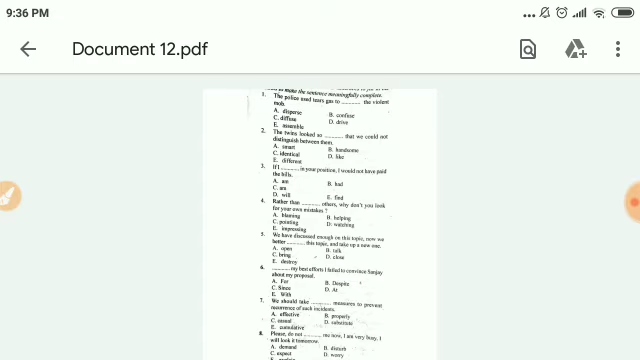 9:36 PM
Document 12.pdf
to make the sentence meaningfully complete.
1. The police used tears gas to .......... the violent
mob.
A. disperse B. confuse
C. diffuse D. drive
E. assemble
2. The twins looked so .......... that we could not
distinguish between them.
A. smart B. handsome
C. identical D. like
E. different
3. If I .......... in your position, I would not have paid
the bills.
A. am B. had
C. am
D. will E. find
4. Rather than .......... others, why don't you look
for your own mistakes ?
A. blaming B. helping
C. pointing D. watching
E. impressing
5. We have discussed enough on this topic, now we
better .......... this topic, and take up a new one.
A. open B. talk
C. bring D. close
E. destroy
6. .......... my best efforts I failed to convince Sanjay
about my proposal.
A. For B. Despite
C. Since D. At
E. With
7. We should take .......... measures to prevent
recurrence of such incidents.
A. effective B. properly
C. casual D. substitute
E. cumulative
8. Please, do not .......... me now, I am very busy, I
will look it tomorrow.
A. demand B. disturb
C. expect D. worry